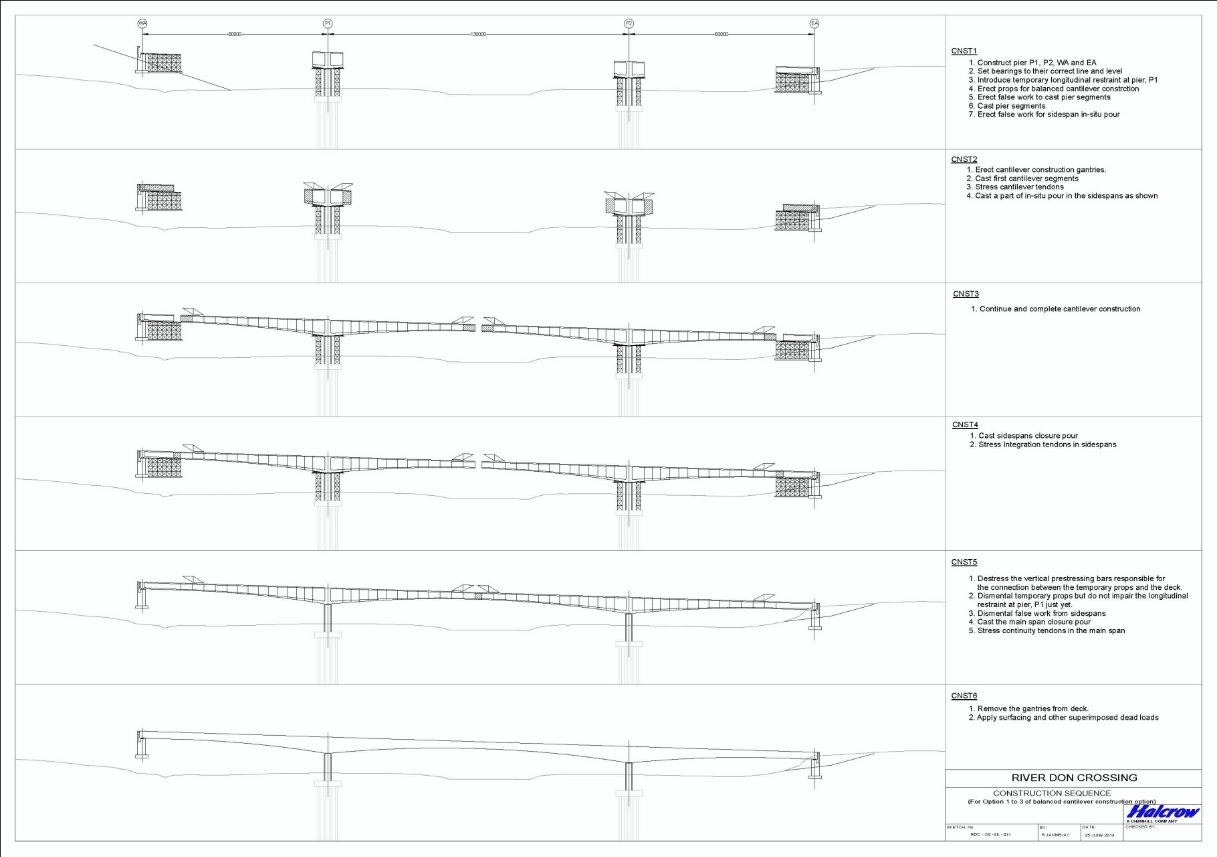 WA
P1
P2
EA
80000
80000
CNST1
1. Construct pier P1, P2, WA and EA
2. Set bearings to their correct line and level
3. Introduce temporary longitudinal restraint at pier, P1
4. Erect props for balanced cantilever constrction
5. Erect false work to cast pier segments
6. Cast pier segments
7. Erect false work for sidespan in-situ pour
CNST2
1. Erect cantilever construction gantries.
2. Cast first cantilever segments
3. Stress cantilever tendons
4. Cast a part of in-situ pour in the sidespans as shown
CNST3
1. Continue and complete cantilever construction
CNST4
1. Cast sidespans closure pour
2. Stress Integration tendons in sidespans
CNST5
1. Destress the vertical prestressing bars responsible for
the connection between the temporary props and the deck.
2. Dismental temporary props but do not impair the longitudinal
restraint at pier, P1 just yet.
3. Dismental false work from sidespans
4. Cast the main span closure pour
5. Stress continuity tendons in the main span
CNST6
1. Remove the gantries from deck.
2. Apply surfacing and other superimposed dead loads
RIVER DON CROSSING
CONSTRUCTION SEQUENCE
(For Option 1 to 3 of balanced cantilever construction option)
Halcrow
A CH2M HILL COMPANY
SKETCH No.
BY:
DATE:
CHECKED BY:
R JANMEJAY
25 JUNE 2013